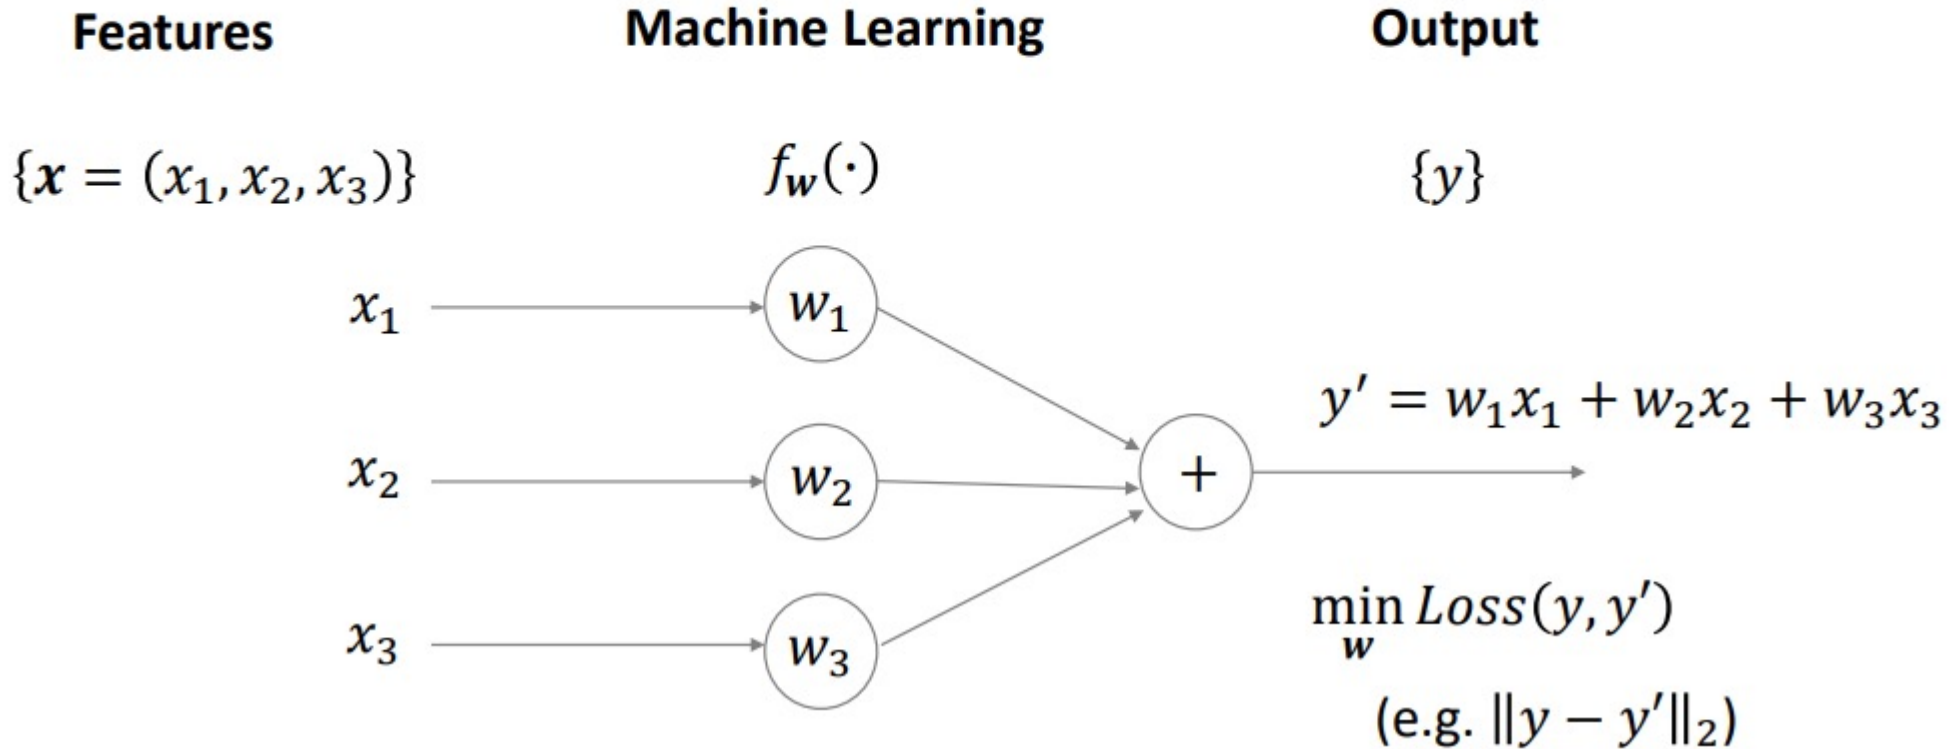 Features Machine Learning Output
{x = (x₁, x₂, x₃)} f_w(·) {y}
x₁ w₁
y′ = w₁x₁ + w₂x₂ + w₃x₃
x₂ w₂ +
x₃ w₃
min_w Loss(y, y′)
(e.g. ‖y − y′‖₂)